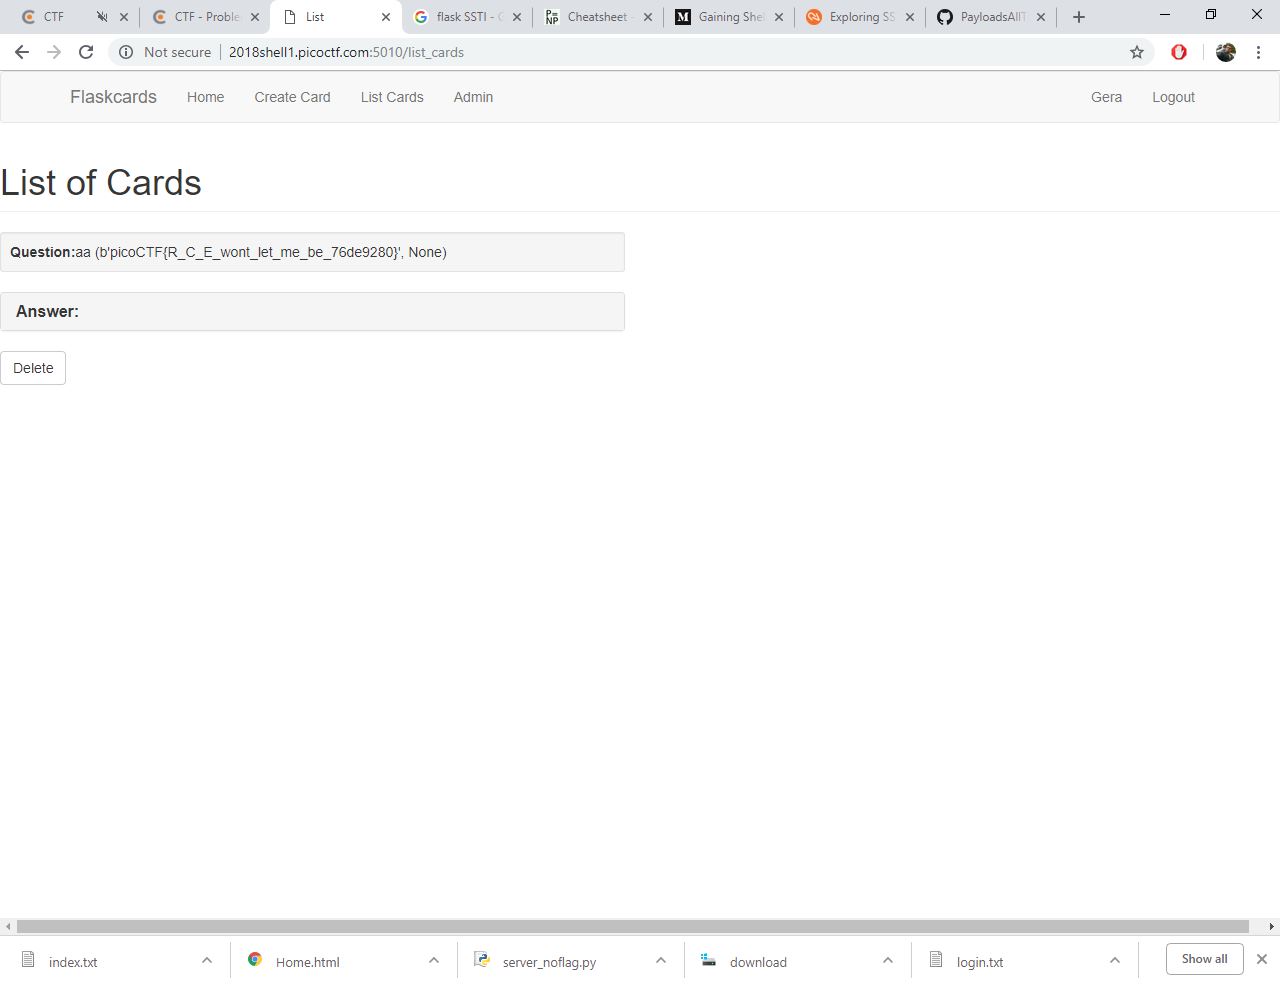 CTF
CTF - Proble
List
flask SSTI - G
Cheatsheet -
Gaining She
Exploring SS
PayloadsAllT
Not secure
2018shell1.picoctf.com:5010/list_cards
Flaskcards Home Create Card List Cards Admin Gera Logout
List of Cards
Question:aa (b'picoCTF{R_C_E_wont_let_me_be_76de9280}', None)
Answer:
Delete
index.txt
Home.html
server_noflag.py
download
login.txt
Show all